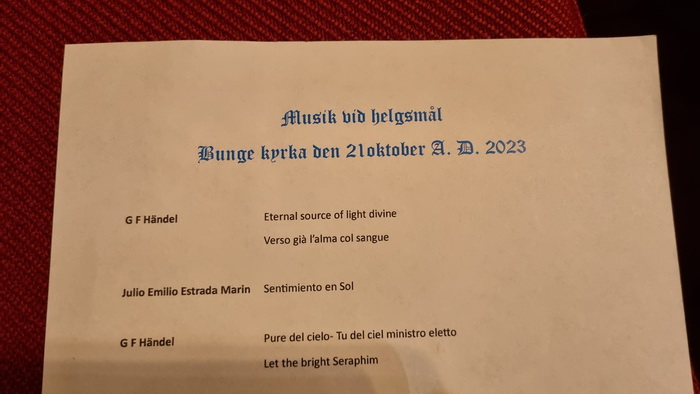 Musik vid helgsmål
Bunge kyrka den 21oktober A. D. 2023
G F Händel Eternal source of light divine
Verso già l'alma col sangue
Julio Emilio Estrada Marin Sentimiento en Sol
G F Händel Pure del cielo- Tu del ciel ministro eletto
Let the bright Seraphim